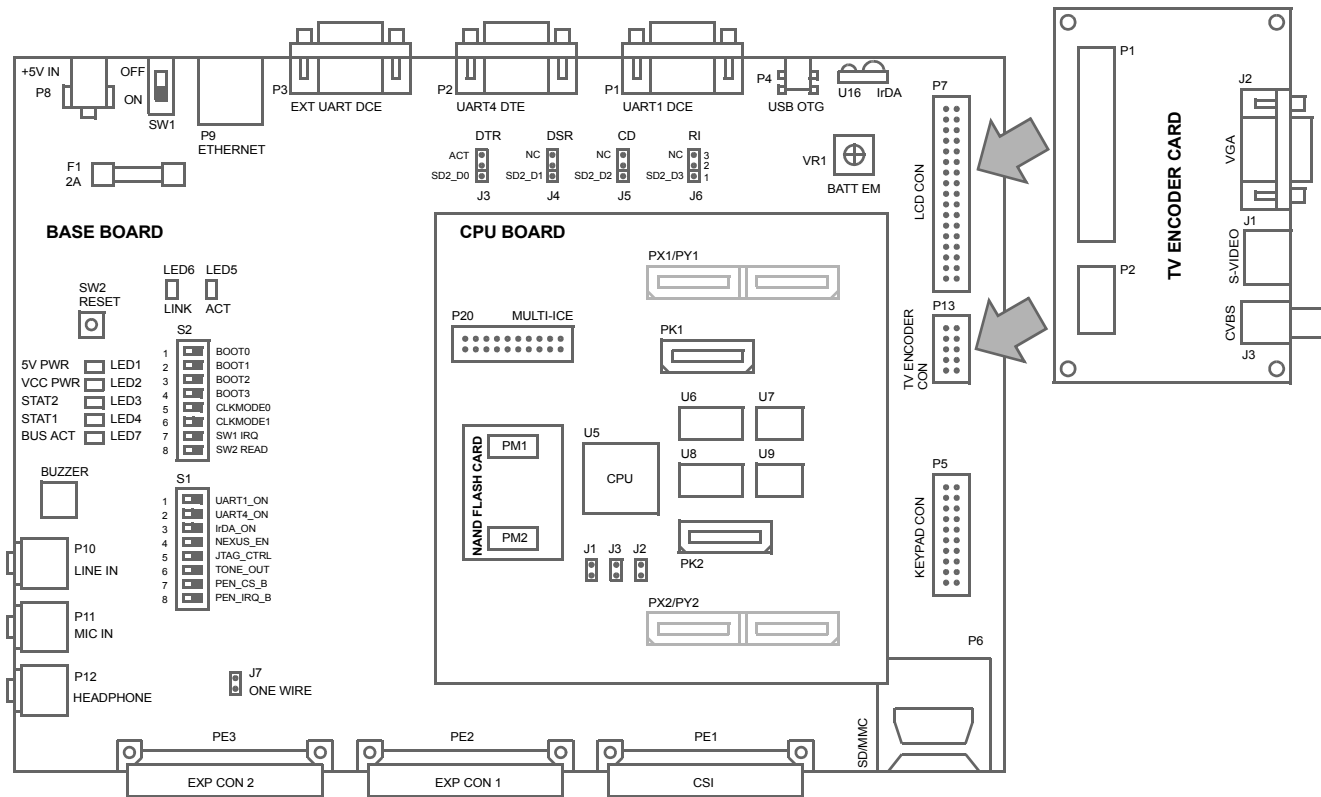 +5V IN
P8
OFF
ON
SW1
P9
ETHERNET
P3
EXT UART DCE
P2
UART4 DTE
P1
UART1 DCE
P4
USB OTG
U16
IrDA
F1
2A
DTR
ACT
SD2_D0
J3
DSR
NC
SD2_D1
J4
CD
NC
SD2_D2
J5
RI
NC
3
2
SD2_D3
1
J6
VR1
BATT EM
P7
LCD CON
P13
TV ENCODER
CON
P5
KEYPAD CON
P6
SD/MMC
P1
P2
TV ENCODER CARD
J2
VGA
J1
S-VIDEO
CVBS
J3
BASE BOARD
SW2
RESET
LED6
LINK
LED5
ACT
5V PWR
LED1
VCC PWR
LED2
STAT2
LED3
STAT1
LED4
BUS ACT
LED7
BUZZER
S2
1 BOOT0
2 BOOT1
3 BOOT2
4 BOOT3
5 CLKMODE0
6 CLKMODE1
7 SW1 IRQ
8 SW2 READ
S1
1 UART1_ON
2 UART4_ON
3 IrDA_ON
4 NEXUS_EN
5 JTAG_CTRL
6 TONE_OUT
7 PEN_CS_B
8 PEN_IRQ_B
P10
LINE IN
P11
MIC IN
P12
HEADPHONE
J7
ONE WIRE
CPU BOARD
PX1/PY1
P20
MULTI-ICE
PK1
U6
U7
U5
CPU
U8
U9
NAND FLASH CARD
PM1
PM2
J1
J3
J2
PK2
PX2/PY2
PE3
EXP CON 2
PE2
EXP CON 1
PE1
CSI